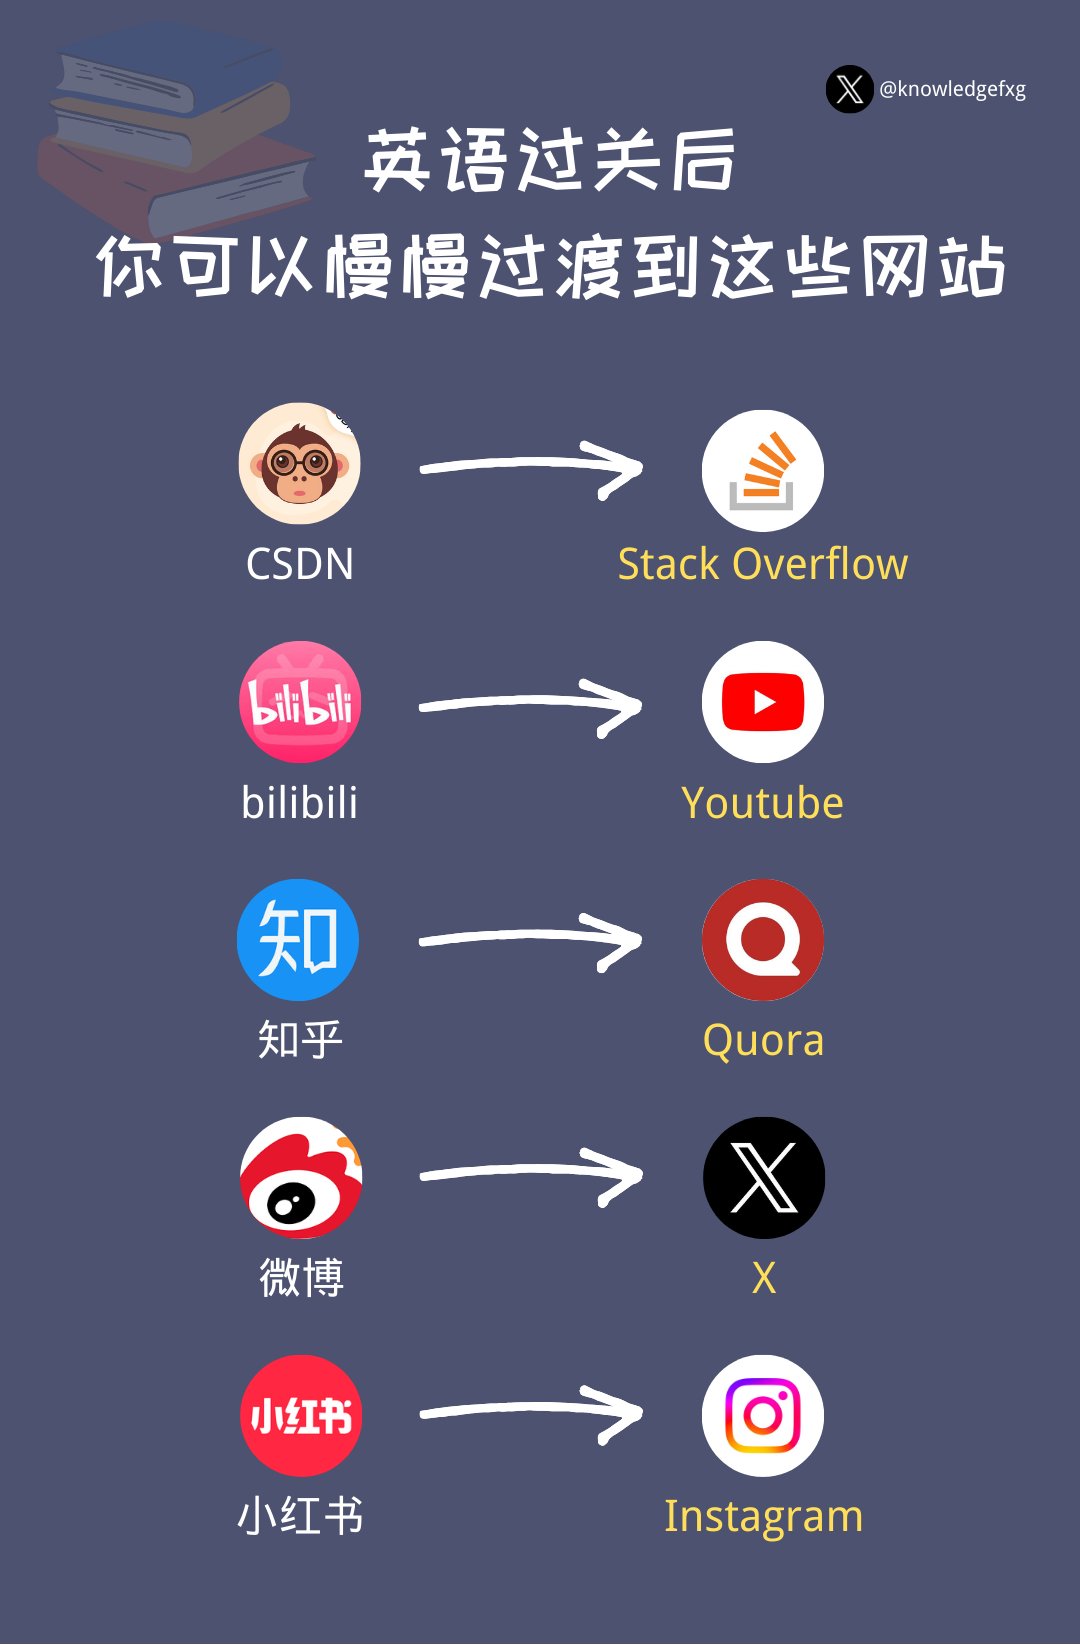 @knowledgefxg
英语过关后
你可以慢慢过渡到这些网站
CSDN
Stack Overflow
bilibili
bilibili
Youtube
知
知乎
Quora
微博
X
小红书
小红书
Instagram